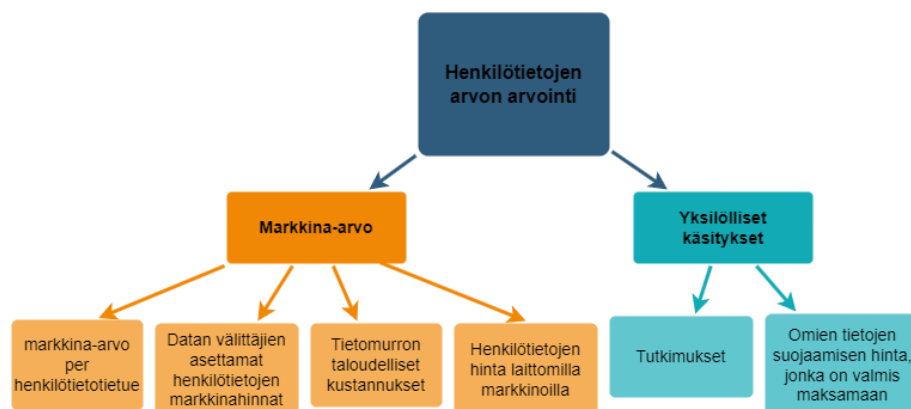 Henkilötietojen
arvon arvointi
Markkina-arvo
Yksilölliset
käsitykset
markkina-arvo
per
henkilötietotietue
Datan välittäjien
asettamat
henkilötietojen
markkinahinnat
Tietomurron
taloudelliset
kustannukset
Henkilötietojen
hinta laittomilla
markkinoilla
Tutkimukset
Omien tietojen
suojaamisen hinta,
jonka on valmis
maksamaan